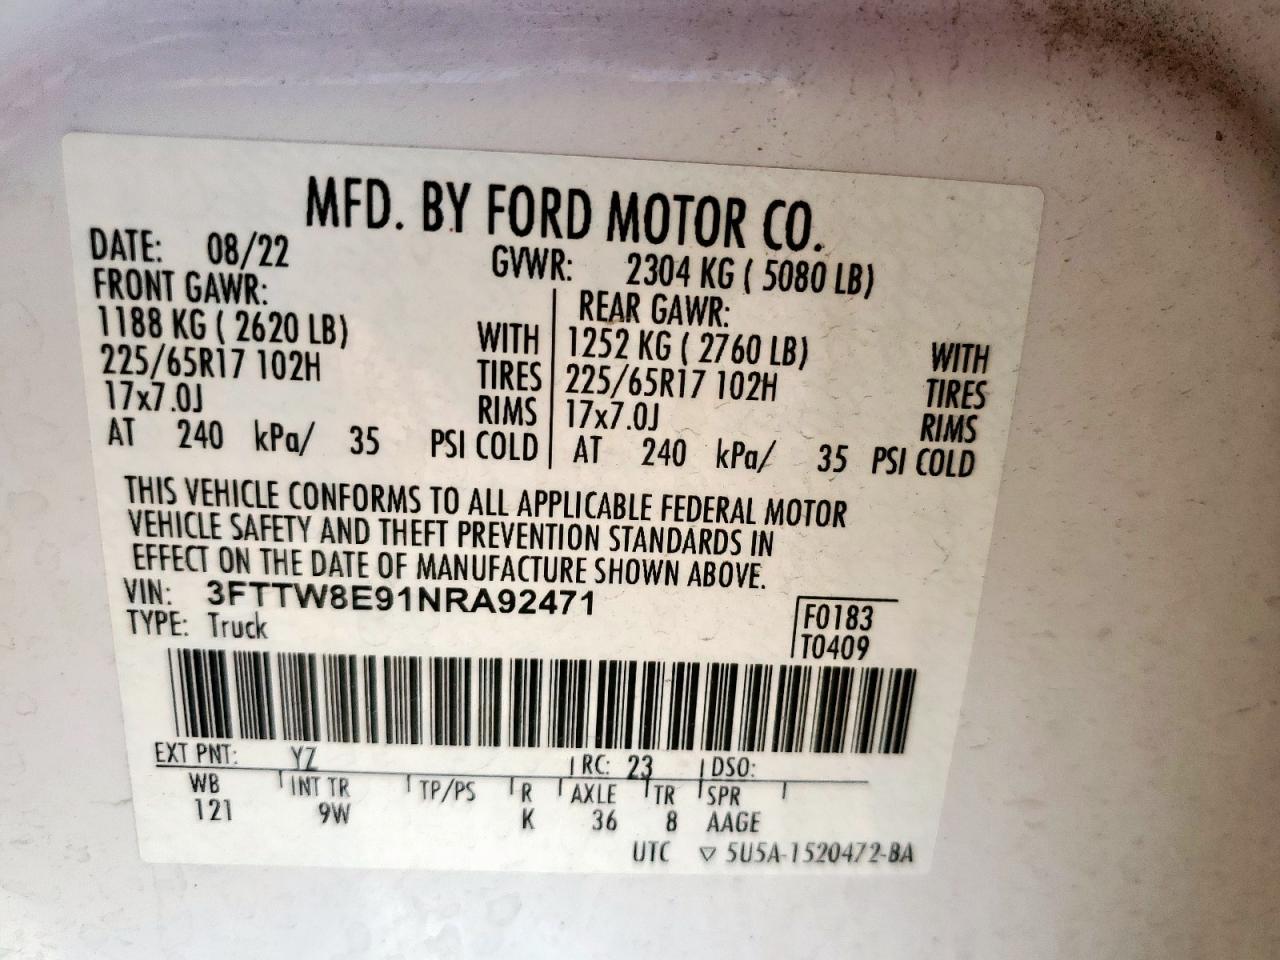 MFD. BY FORD MOTOR CO.
DATE: 08/22 GVWR: 2304 KG ( 5080 LB)
FRONT GAWR: REAR GAWR:
1188 KG ( 2620 LB) WITH 1252 KG ( 2760 LB) WITH
225/65R17 102H TIRES 225/65R17 102H TIRES
17x7.0J RIMS 17x7.0J RIMS
AT 240 kPa/ 35 PSI COLD AT 240 kPa/ 35 PSI COLD
THIS VEHICLE CONFORMS TO ALL APPLICABLE FEDERAL MOTOR
VEHICLE SAFETY AND THEFT PREVENTION STANDARDS IN
EFFECT ON THE DATE OF MANUFACTURE SHOWN ABOVE.
VIN: 3FTTW8E91NRA92471 F0183
TYPE: Truck T0409
EXT PNT: YZ RC: 23 DSO:
WB INT TR TP/PS R AXLE TR SPR
121 9W K 36 8 AAGE
UTC ▽ 5U5A-1520472-BA